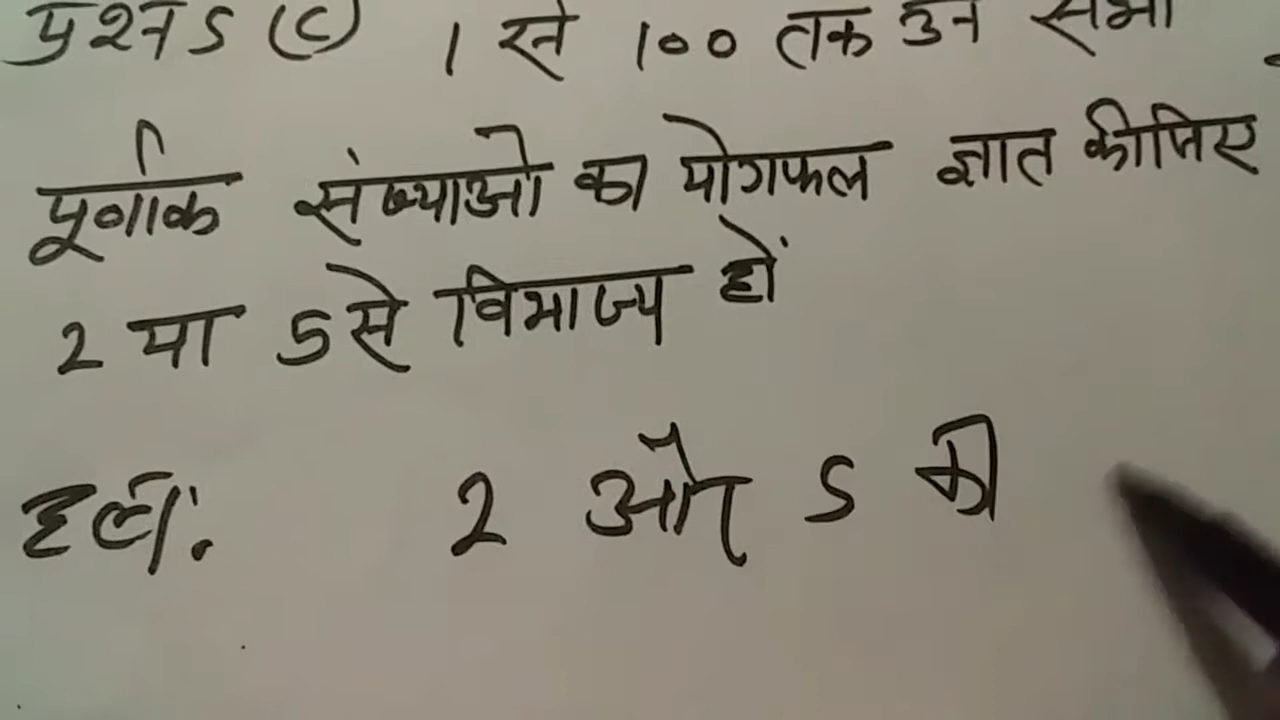 प्रश्न 5 (C) 1 से 100 तक उन सभी
पूर्णांक संख्याओ का योगफल ज्ञात कीजिए
2 या 5 से विभाज्य हों
हल: 2 और 5 की